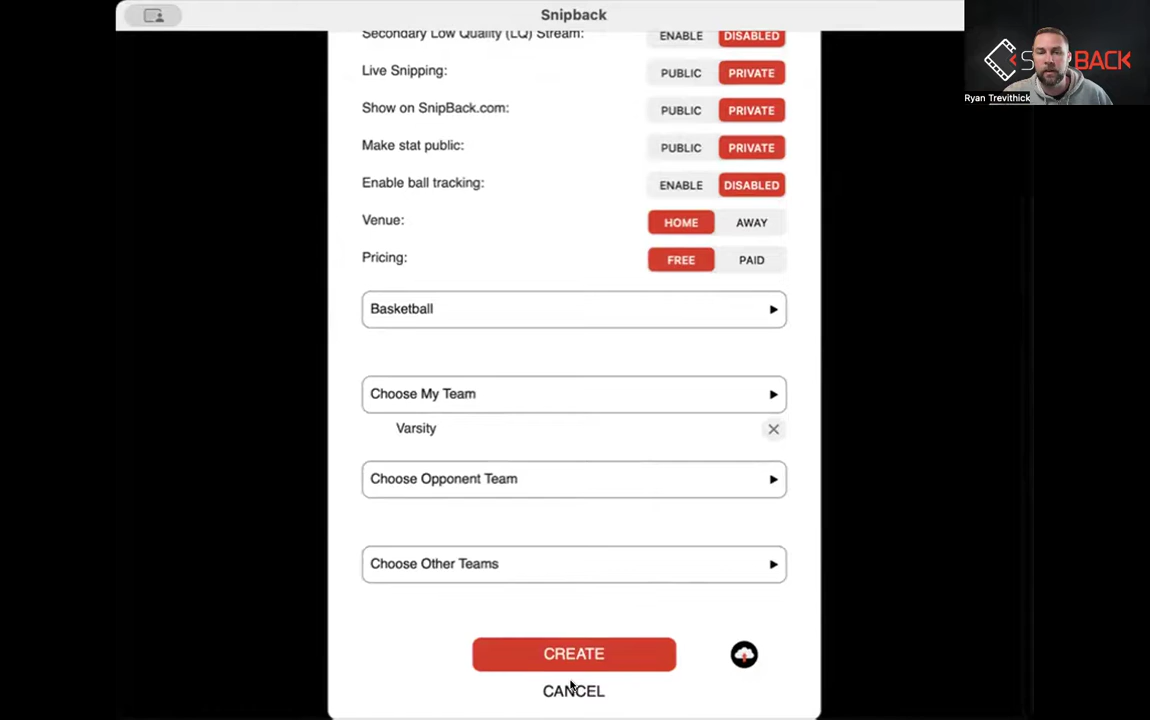 Snipback
Secondary Low Quality (LQ) Stream:
ENABLE
DISABLED
Live Snipping:
PUBLIC
PRIVATE
Show on SnipBack.com:
PUBLIC
PRIVATE
Make stat public:
PUBLIC
PRIVATE
Enable ball tracking:
ENABLE
DISABLED
Venue:
HOME
AWAY
Pricing:
FREE
PAID
Basketball
Choose My Team
Varsity
Choose Opponent Team
Choose Other Teams
CREATE
CANCEL
BACK
Ryan Trevithick